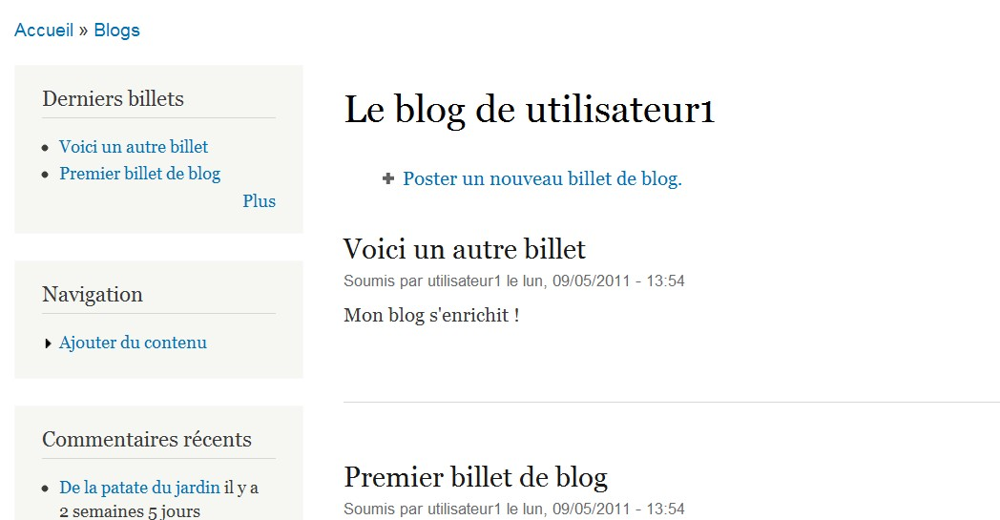 Accueil » Blogs
Derniers billets
Voici un autre billet
Premier billet de blog
Plus
Navigation
Ajouter du contenu
Commentaires récents
De la patate du jardin il y a
2 semaines 5 jours
Le blog de utilisateur1
Poster un nouveau billet de blog.
Voici un autre billet
Soumis par utilisateur1 le lun, 09/05/2011 - 13:54
Mon blog s'enrichit !
Premier billet de blog
Soumis par utilisateur1 le lun, 09/05/2011 - 13:54